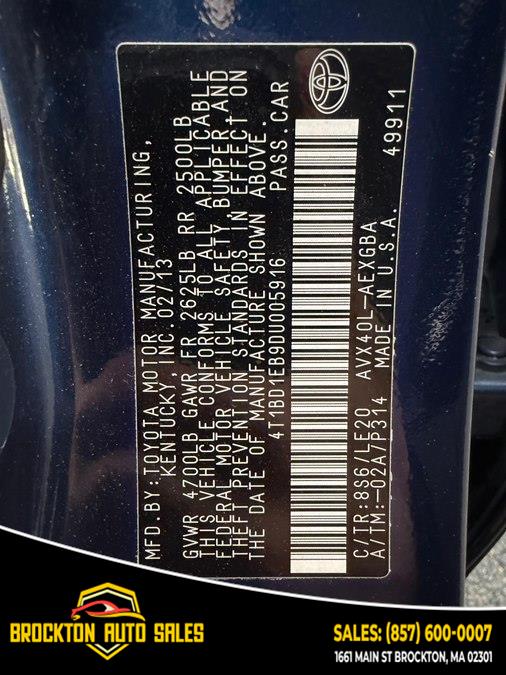 MFD.BY:TOYOTA MOTOR MANUFACTURING,
KENTUCKY, INC.02/13
GVWR 4700LB GAWR FR 2625LB RR 2500LB
THIS VEHICLE CONFORMS TO ALL APPLICABLE
FEDERAL MOTOR VEHICLE SAFETY, BUMPER,AND
THEFT PREVENTION STANDARDS IN EFFECT ON
THE DATE OF MANUFACTURE SHOWN ABOVE.
4T1BD1EB9DU005916 PASS.CAR
C/TR:8S6/LE20 AVX40L-AEXGBA 49911
A/TM:-02A/P314 MADE IN U.S.A.
BROCKTON AUTO SALES
SALES: (857) 600-0007
1661 MAIN ST BROCKTON, MA 02301